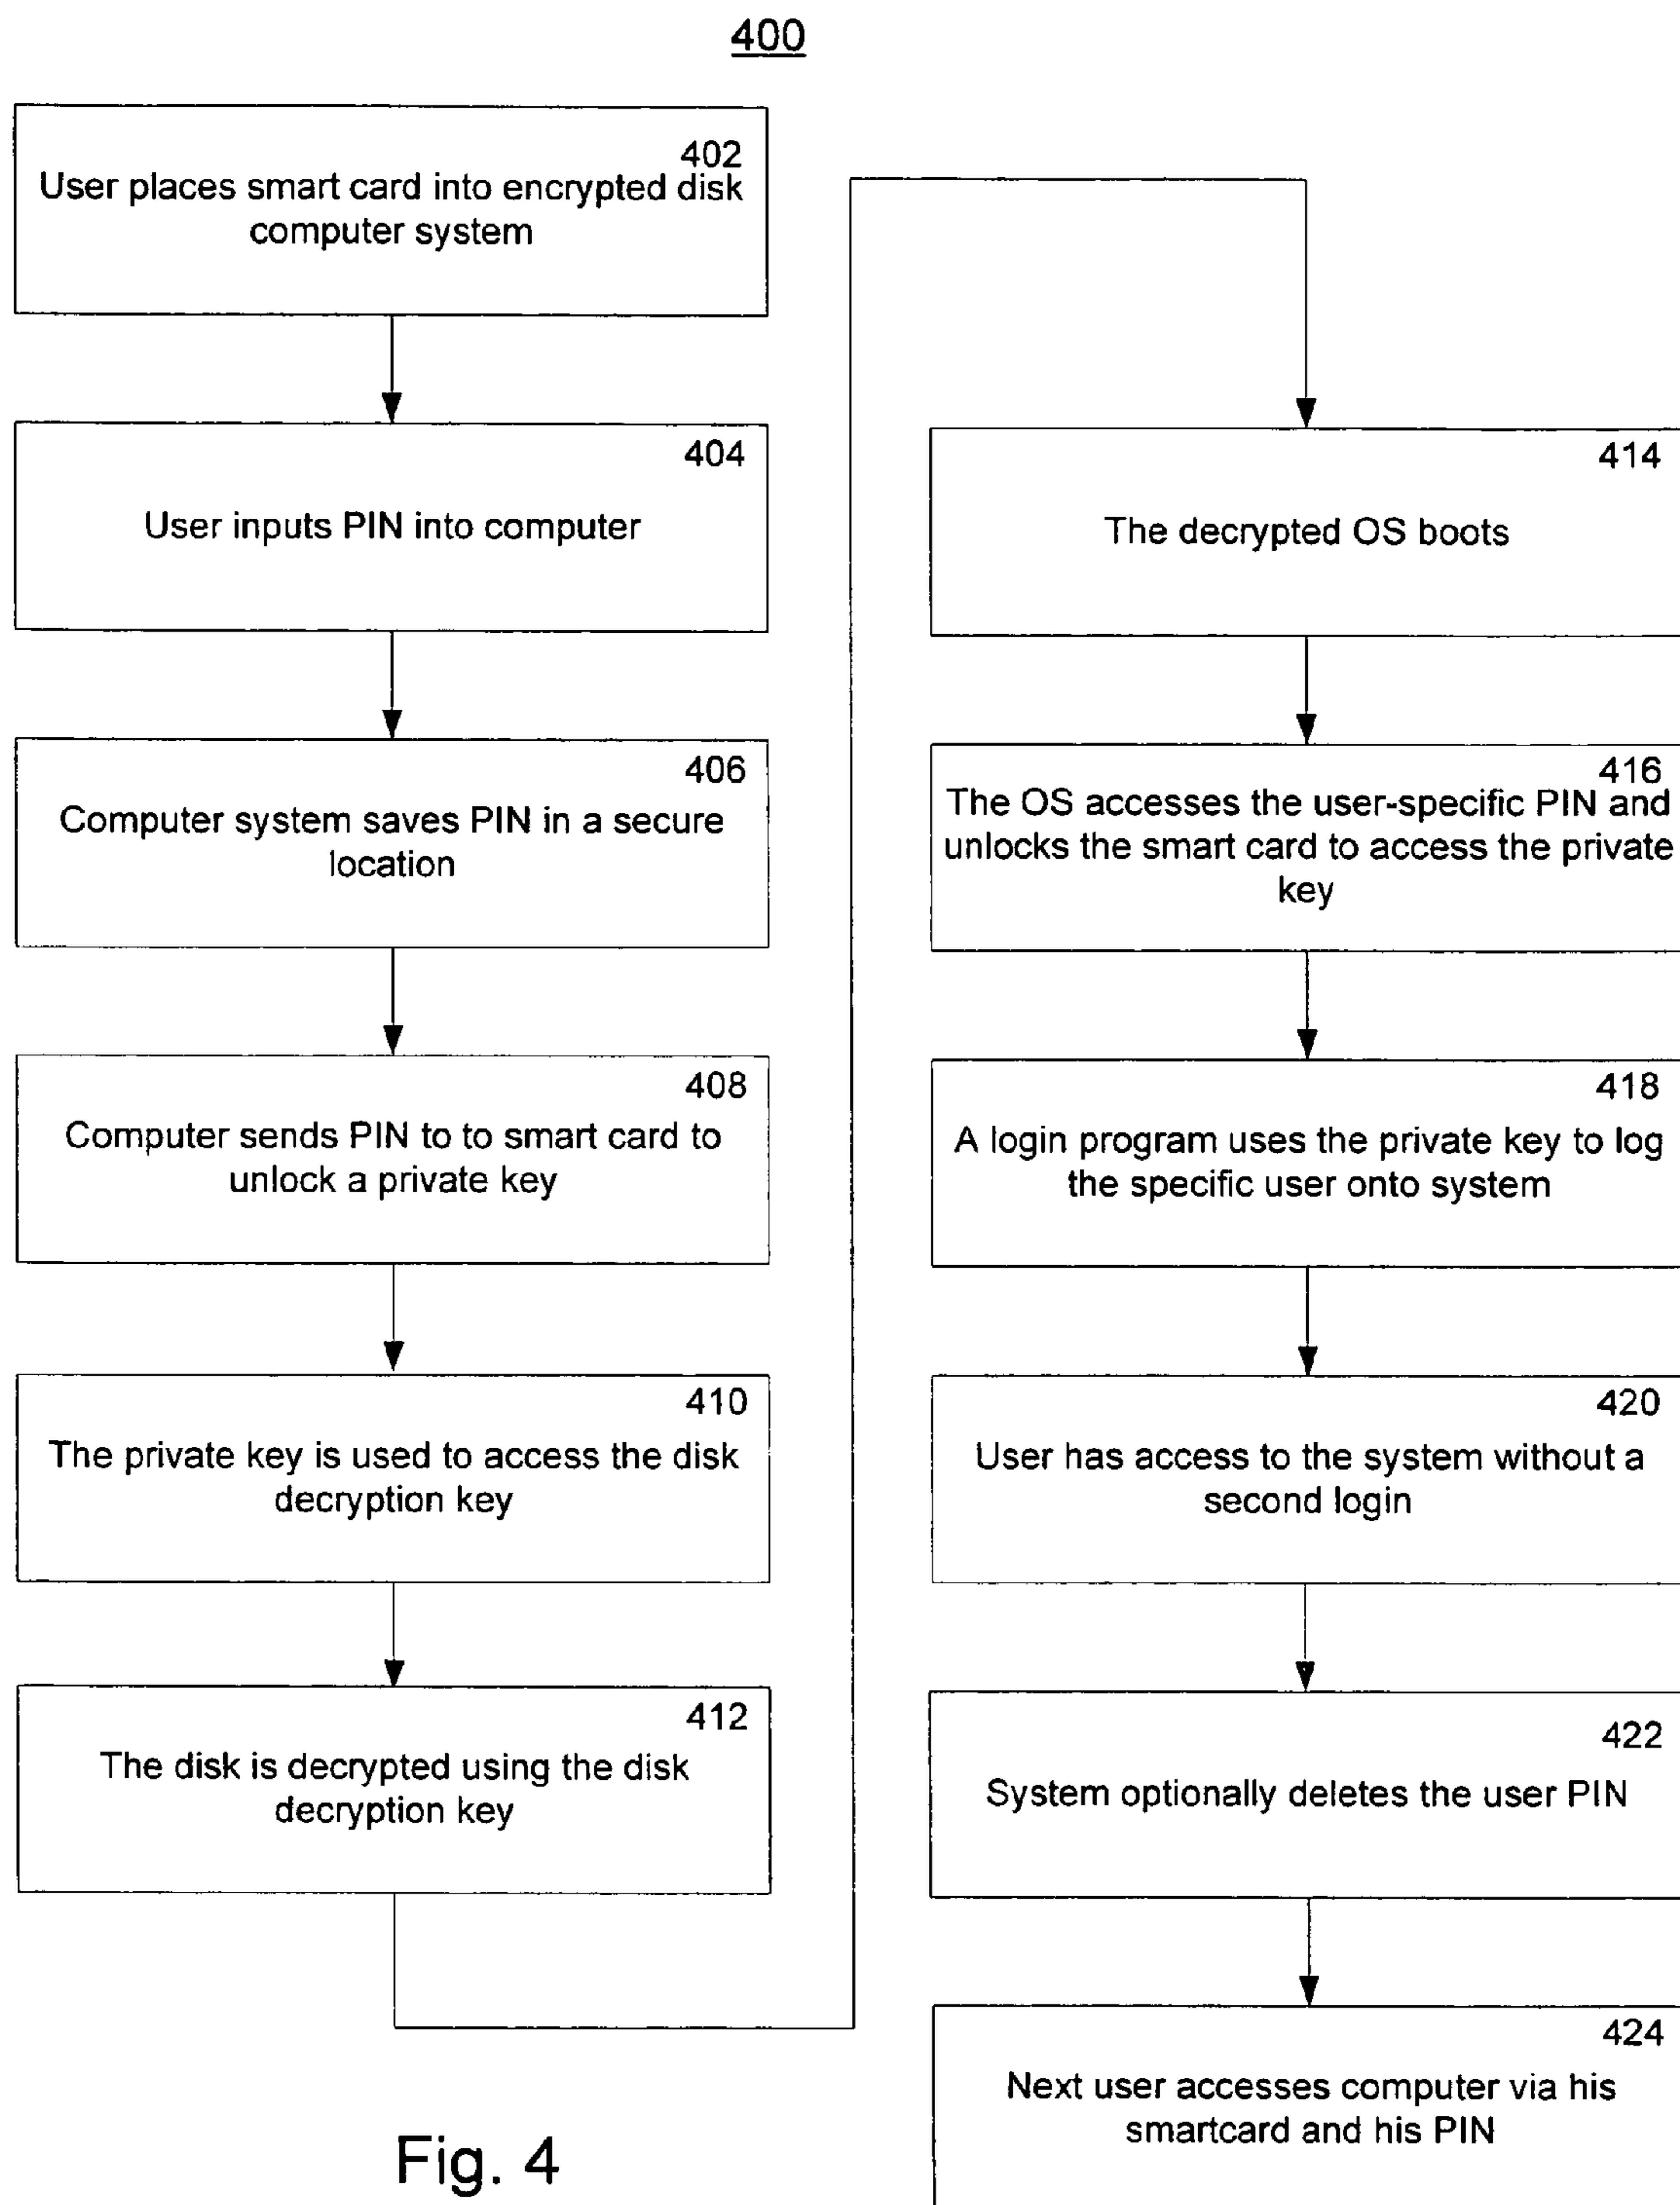 400
402
User places smart card into encrypted disk
computer system
404
User inputs PIN into computer
406
Computer system saves PIN in a secure
location
408
Computer sends PIN to to smart card to
unlock a private key
410
The private key is used to access the disk
decryption key
412
The disk is decrypted using the disk
decryption key
414
The decrypted OS boots
416
The OS accesses the user-specific PIN and
unlocks the smart card to access the private
key
418
A login program uses the private key to log
the specific user onto system
420
User has access to the system without a
second login
422
System optionally deletes the user PIN
424
Next user accesses computer via his
smartcard and his PIN
Fig. 4